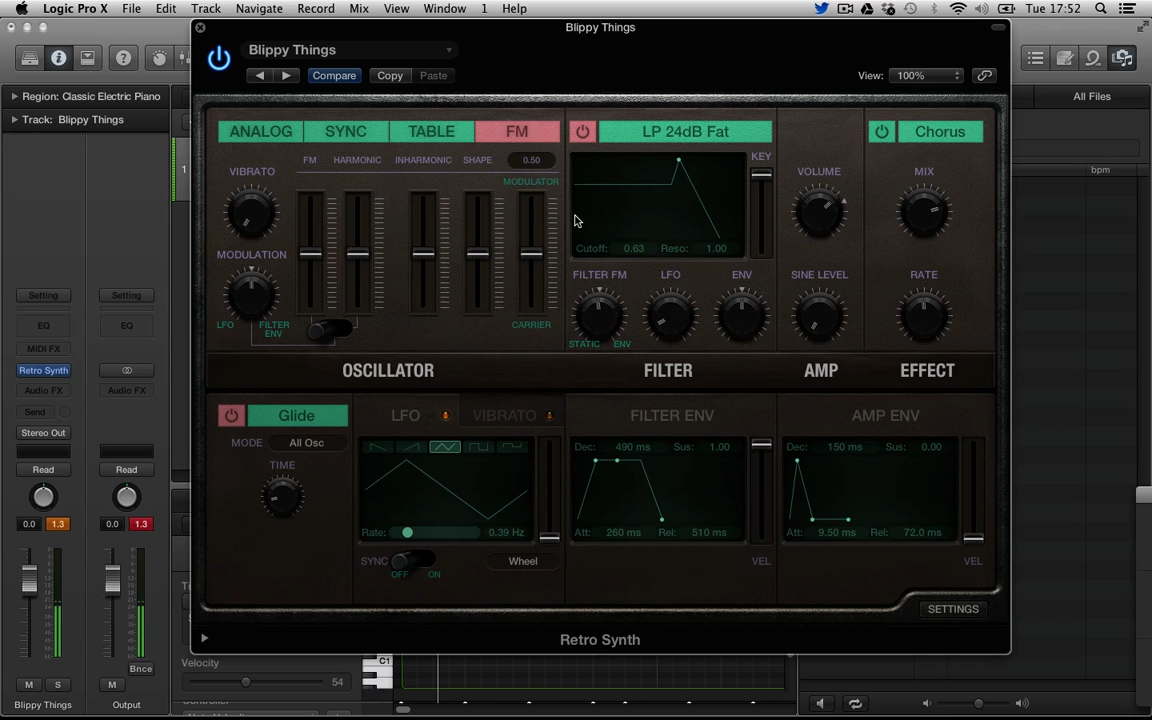 Logic Pro X File Edit Track Navigate Record Mix View Window 1 Help Tue 17:52
Blippy Things
Blippy Things
Compare Copy Paste View: 100%
Region: Classic Electric Piano
Track: Blippy Things
All Files
bpm
1
ANALOG SYNC TABLE FM LP 24dB Fat Chorus
FM HARMONIC INHARMONIC SHAPE 0.50 KEY
VIBRATO VOLUME MIX
MODULATOR
Cutoff: 0.63 Reso: 1.00
MODULATION FILTER FM LFO ENV SINE LEVEL RATE
LFO FILTER ENV CARRIER
STATIC ENV
OSCILLATOR FILTER AMP EFFECT
Glide LFO VIBRATO FILTER ENV AMP ENV
MODE All Osc Dec: 490 ms Sus: 1.00 Dec: 150 ms Sus: 0.00
TIME
Rate: 0.39 Hz Att: 260 ms Rel: 510 ms Att: 9.50 ms Rel: 72.0 ms
SYNC OFF ON Wheel VEL VEL
SETTINGS
Retro Synth
Setting Setting
EQ EQ
MIDI FX
Retro Synth
Audio FX Audio FX
Send
Stereo Out
Read Read
0.0 1.3 0.0 1.3
Bnce
M S M
Blippy Things Output
C1
Velocity
54